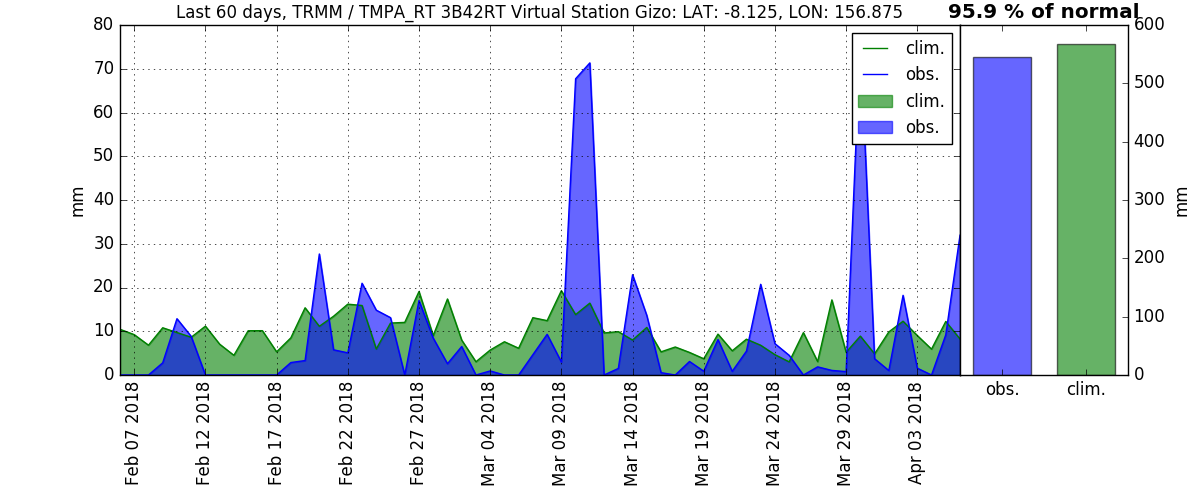 Last 60 days, TRMM / TMPA_RT 3B42RT Virtual Station Gizo: LAT: -8.125, LON: 156.875
95.9 % of normal
80
70
60
50
40
30
20
10
0
mm
clim.
obs.
clim.
obs.
600
500
400
300
200
100
0
mm
obs.
clim.
Feb 07 2018
Feb 12 2018
Feb 17 2018
Feb 22 2018
Feb 27 2018
Mar 04 2018
Mar 09 2018
Mar 14 2018
Mar 19 2018
Mar 24 2018
Mar 29 2018
Apr 03 2018